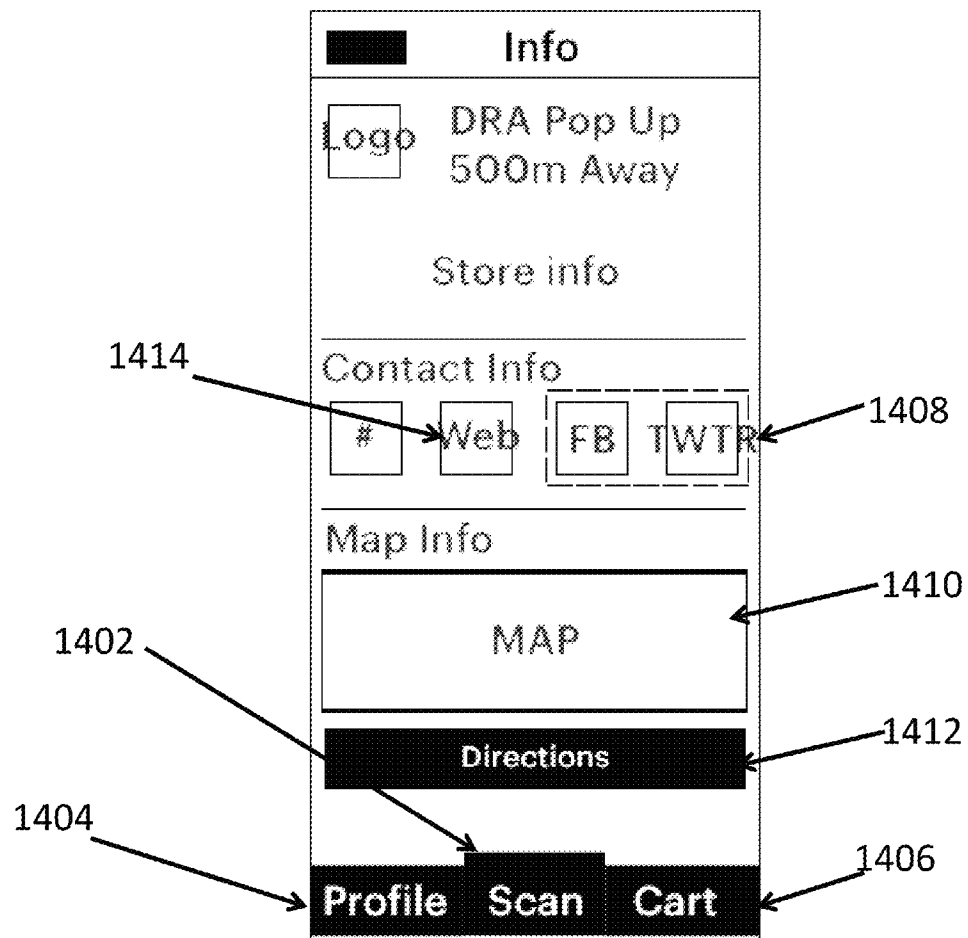 Info
Logo
DRA Pop Up
500m Away
Store info
1414
Contact Info
# Web FB TWTR
1408
Map Info
1410
MAP
1402
1412
Directions
1404
1406
Profile Scan Cart